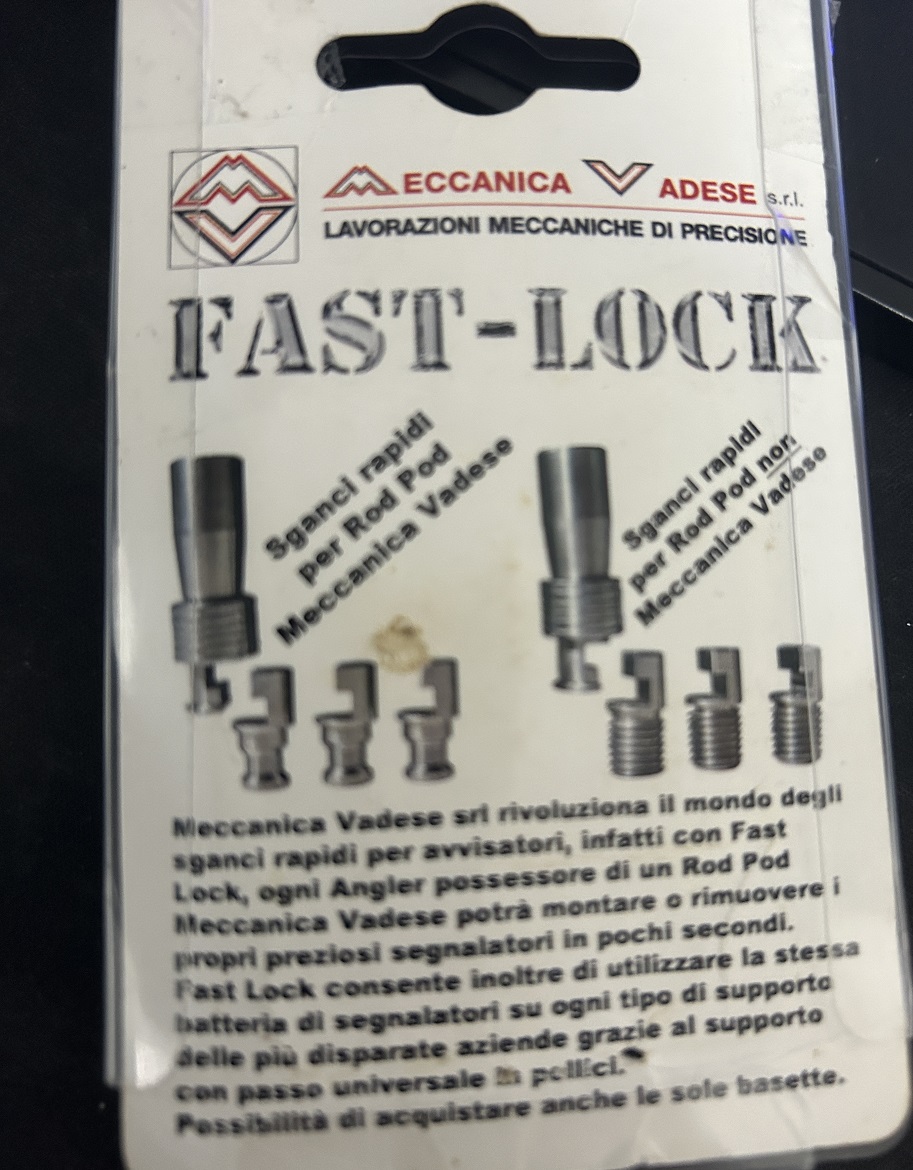 MECCANICA VADESE s.r.l.
LAVORAZIONI MECCANICHE DI PRECISIONE
FAST-LOCK
Sganci rapidi
per Rod Pod
Meccanica Vadese
Sganci rapidi
per Rod Pod non
Meccanica Vadese
Meccanica Vadese srl rivoluziona il mondo degli
sganci rapidi per avvisatori, infatti con Fast
Lock, ogni Angler possessore di un Rod Pod
Meccanica Vadese potrà montare o rimuovere i
propri preziosi segnalatori in pochi secondi.
Fast Lock consente inoltre di utilizzare la stessa
batteria di segnalatori su ogni tipo di supporto
delle più disparate aziende grazie al supporto
con passo universale in pollici.
Possibilità di acquistare anche le sole basette.